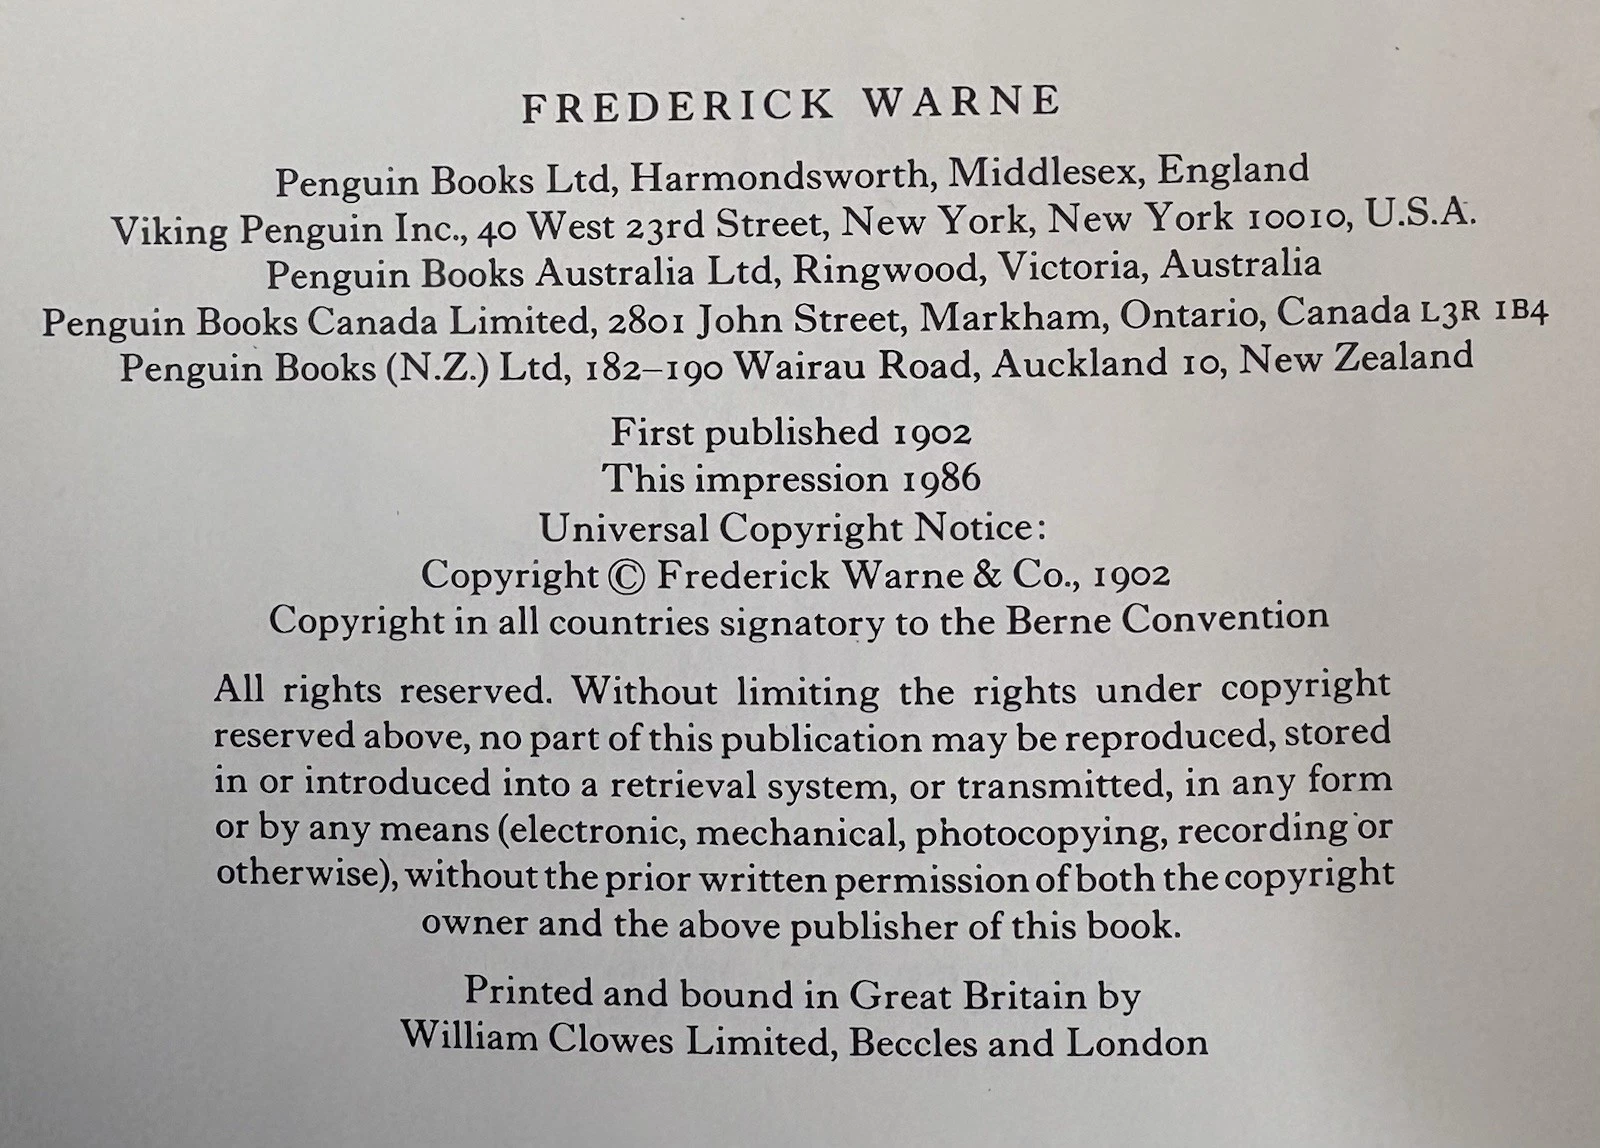 FREDERICK WARNE
Penguin Books Ltd, Harmondsworth, Middlesex, England
Viking Penguin Inc., 40 West 23rd Street, New York, New York 10010, U.S.A.
Penguin Books Australia Ltd, Ringwood, Victoria, Australia
Penguin Books Canada Limited, 2801 John Street, Markham, Ontario, Canada L3R 1B4
Penguin Books (N.Z.) Ltd, 182–190 Wairau Road, Auckland 10, New Zealand
First published 1902
This impression 1986
Universal Copyright Notice:
Copyright © Frederick Warne & Co., 1902
Copyright in all countries signatory to the Berne Convention
All rights reserved. Without limiting the rights under copyright
reserved above, no part of this publication may be reproduced, stored
in or introduced into a retrieval system, or transmitted, in any form
or by any means (electronic, mechanical, photocopying, recording or
otherwise), without the prior written permission of both the copyright
owner and the above publisher of this book.
Printed and bound in Great Britain by
William Clowes Limited, Beccles and London